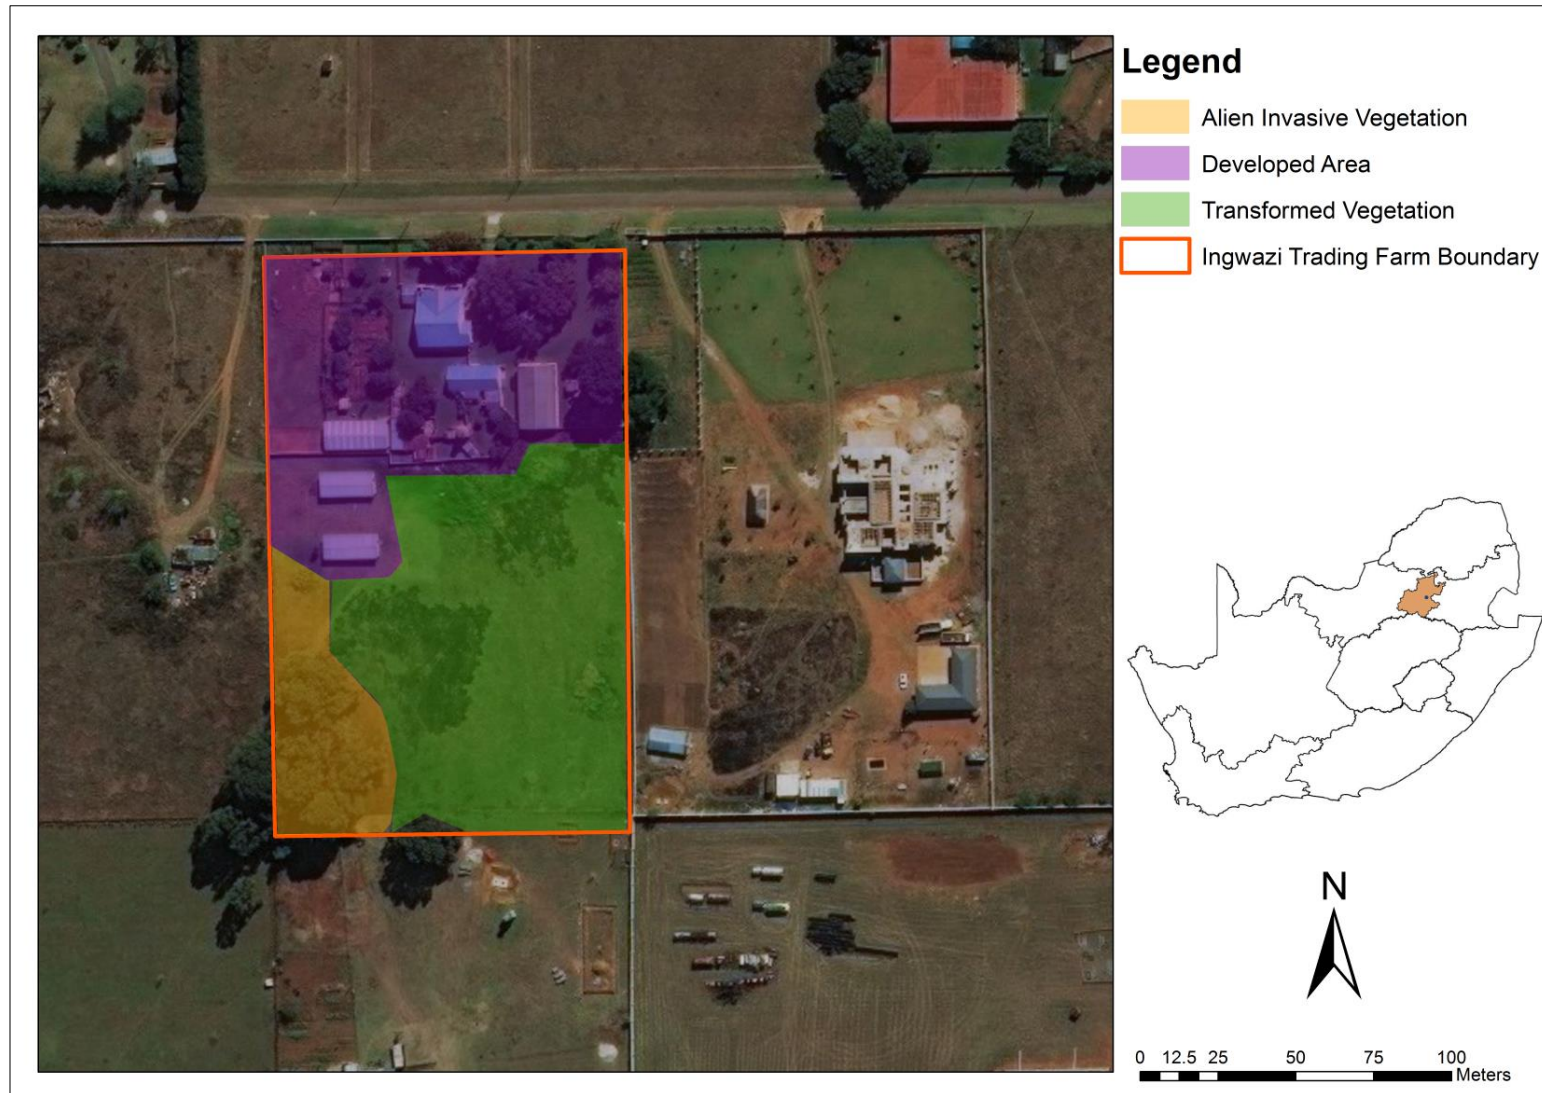 Legend
Alien Invasive Vegetation
Developed Area
Transformed Vegetation
Ingwazi Trading Farm Boundary
N
0 12.5 25 50 75 100
Meters